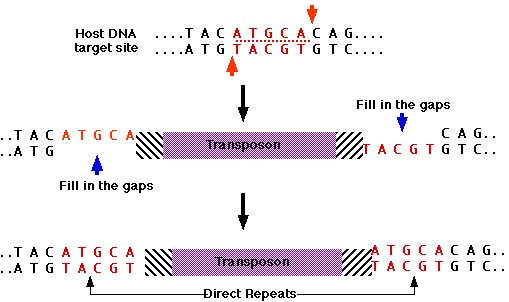 Host DNA
target site
....T A C A T G C A C A G....
....A T G T A C G T G T C....
Fill in the gaps
..T A C A T G C A
C A G..
Transposon
..A T G
T A C G T G T C..
Fill in the gaps
..T A C A T G C A
A T G C A C A G..
Transposon
..A T G T A C G T
T A C G T G T C..
Direct Repeats